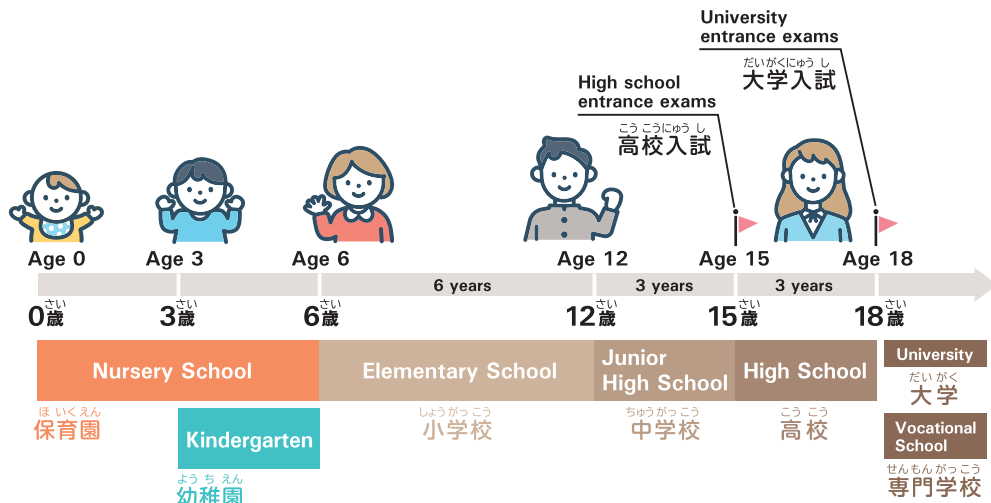 University
entrance exams
だいがくにゅう し
大学入試
High school
entrance exams
こう こうにゅう し
高校入試
Age 0
Age 3
Age 6
Age 12
Age 15
Age 18
6 years
3 years
3 years
さい
0歳
さい
3歳
さい
6歳
さい
12歳
さい
15歳
さい
18歳
Nursery School
ほ いくえん
保育園
Kindergarten
よう ち えん
幼稚園
Elementary School
しょうがっ こう
小学校
Junior
High School
ちゅうがっ こう
中学校
High School
こう こう
高校
University
だい がく
大学
Vocational
School
せんもん がっ こう
専門学校